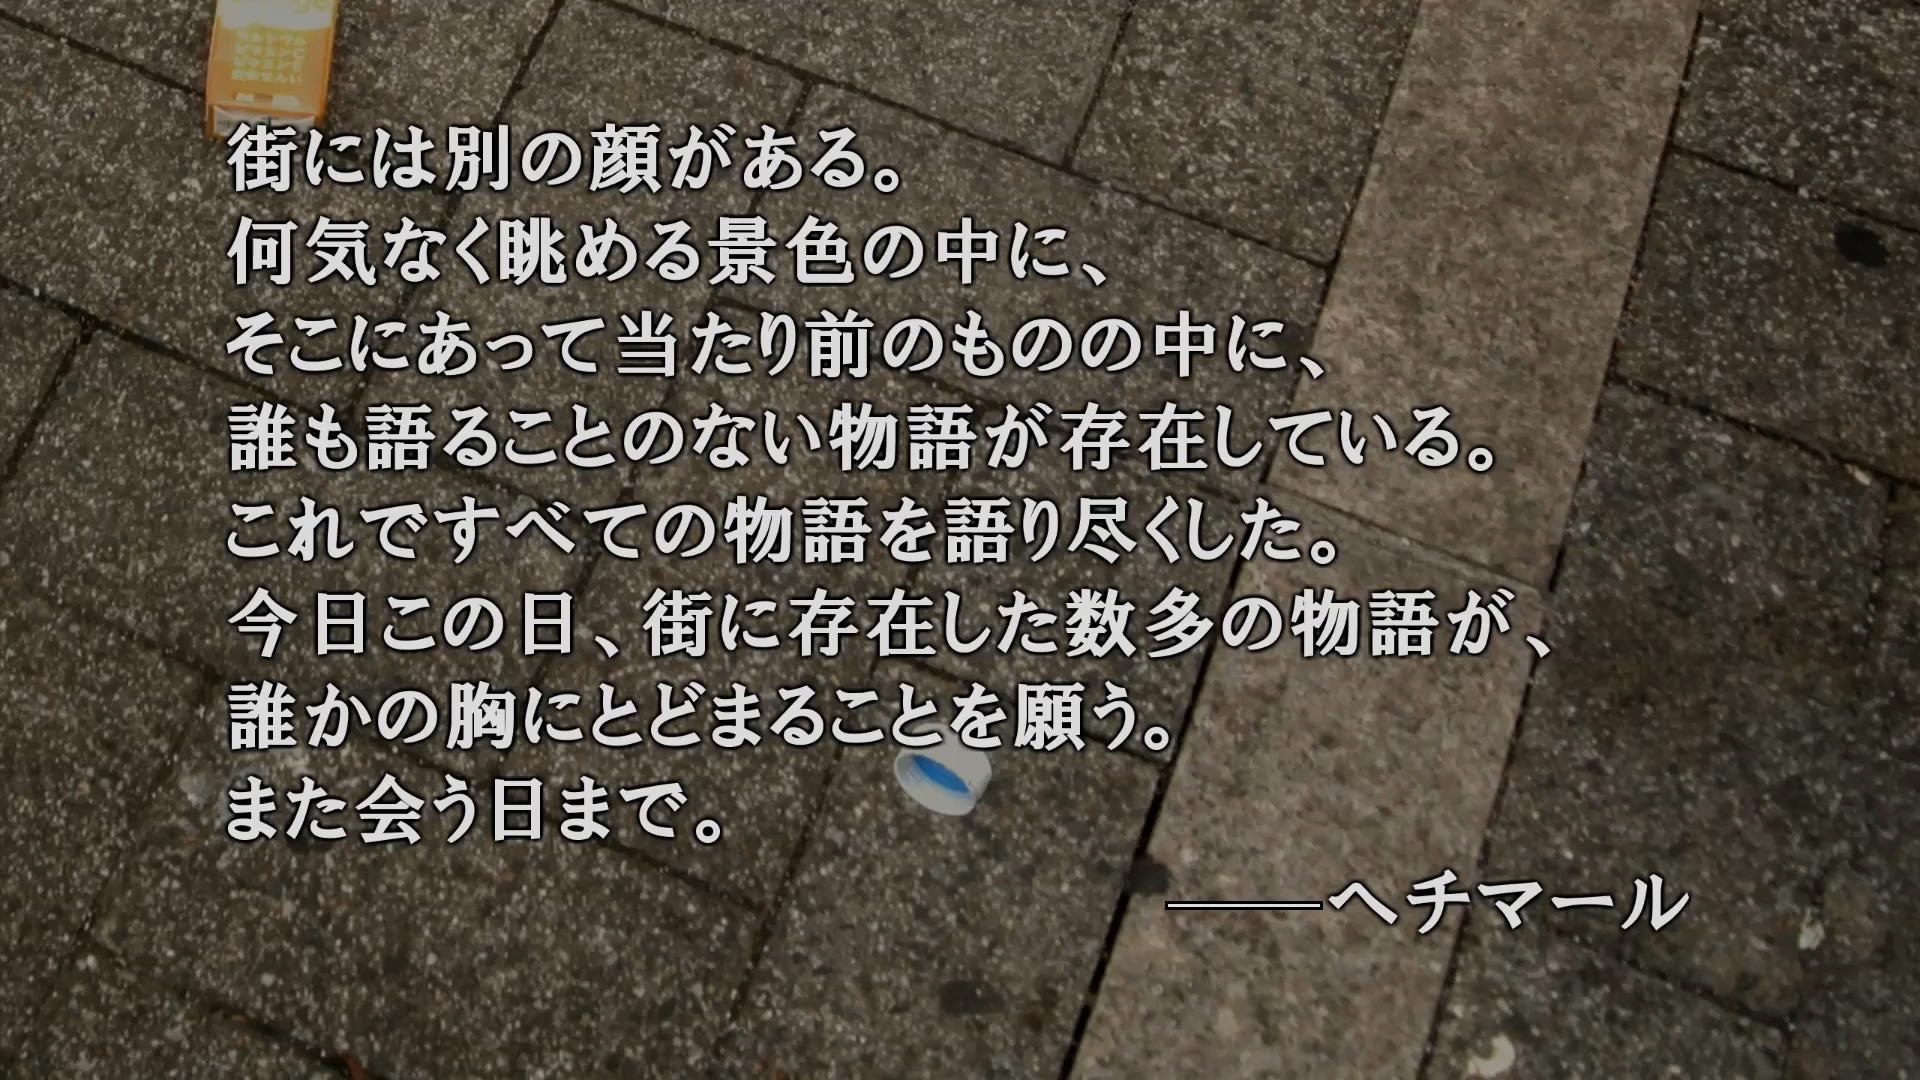 街には別の顔がある。
何気なく眺める景色の中に、
そこにあって当たり前のものの中に、
誰も語ることのない物語が存在している。
これですべての物語を語り尽くした。
今日この日、街に存在した数多の物語が、
誰かの胸にとどまることを願う。
また会う日まで。
――ヘチマール